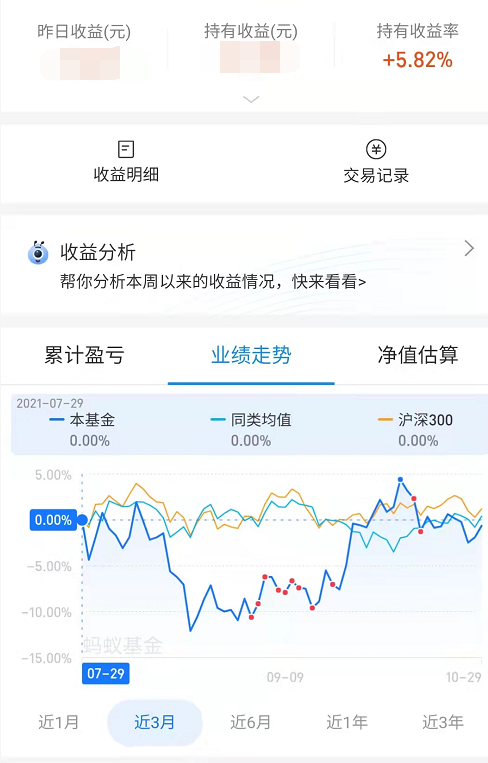 昨日收益(元) 持有收益(元) 持有收益率
+5.82%
收益明细 交易记录
收益分析
帮你分析本周以来的收益情况，快来看看>
累计盈亏 业绩走势 净值估算
2021-07-29
本基金 同类均值 沪深300
0.00% 0.00% 0.00%
5.00%
0.00%
-5.00%
-10.00%
蚂蚁基金
-15.00%
07-29 09-09 10-29
近1月 近3月 近6月 近1年 近3年